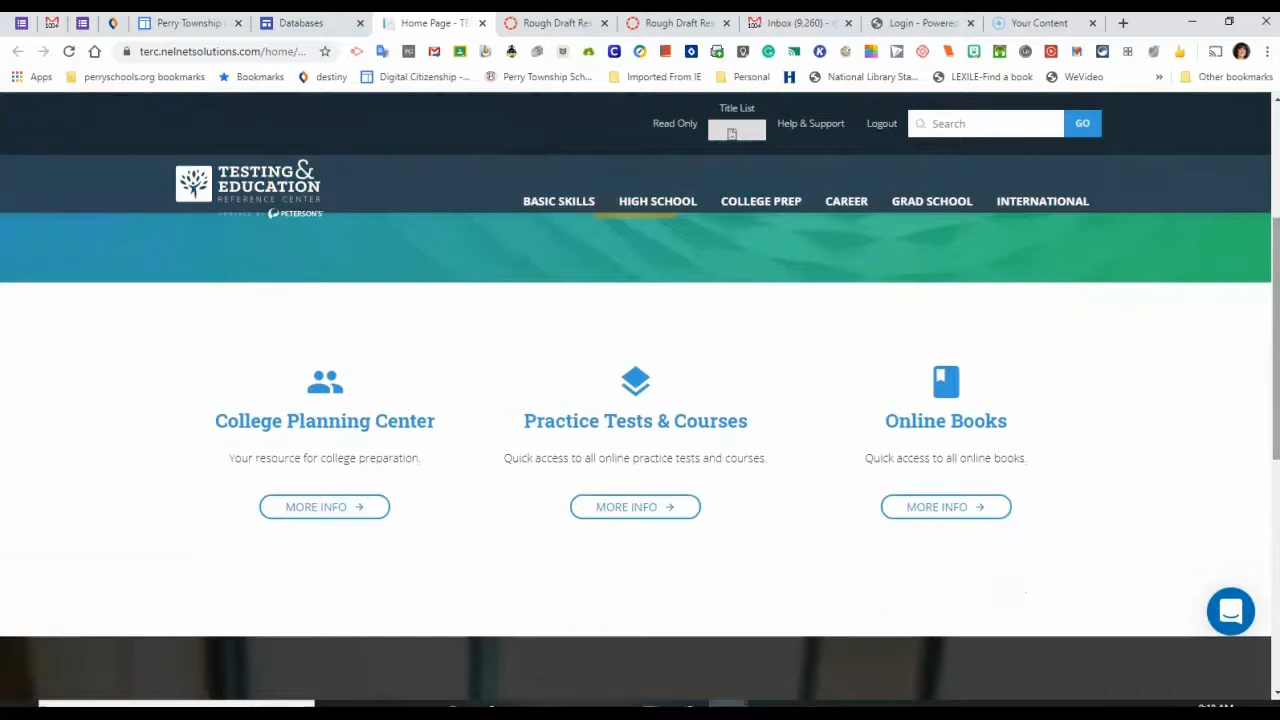 Perry Township
Databases
Home Page - TE
Rough Draft Res
Rough Draft Res
Inbox (9,260) - c
Login - Powered
Your Content
terc.nelnetsolutions.com/home/...
Apps
perryschools.org bookmarks
Bookmarks
destiny
Digital Citizenship -...
Perry Township Sch...
Imported From IE
Personal
National Library Sta...
LEXILE-Find a book
WeVideo
»
Other bookmarks
Read Only
Title List
Help & Support
Logout
Search
GO
TESTING &
EDUCATION
REFERENCE CENTER
POWERED BY PETERSON'S
BASIC SKILLS
HIGH SCHOOL
COLLEGE PREP
CAREER
GRAD SCHOOL
INTERNATIONAL
College Planning Center
Your resource for college preparation.
MORE INFO →
Practice Tests & Courses
Quick access to all online practice tests and courses.
MORE INFO →
Online Books
Quick access to all online books.
MORE INFO →